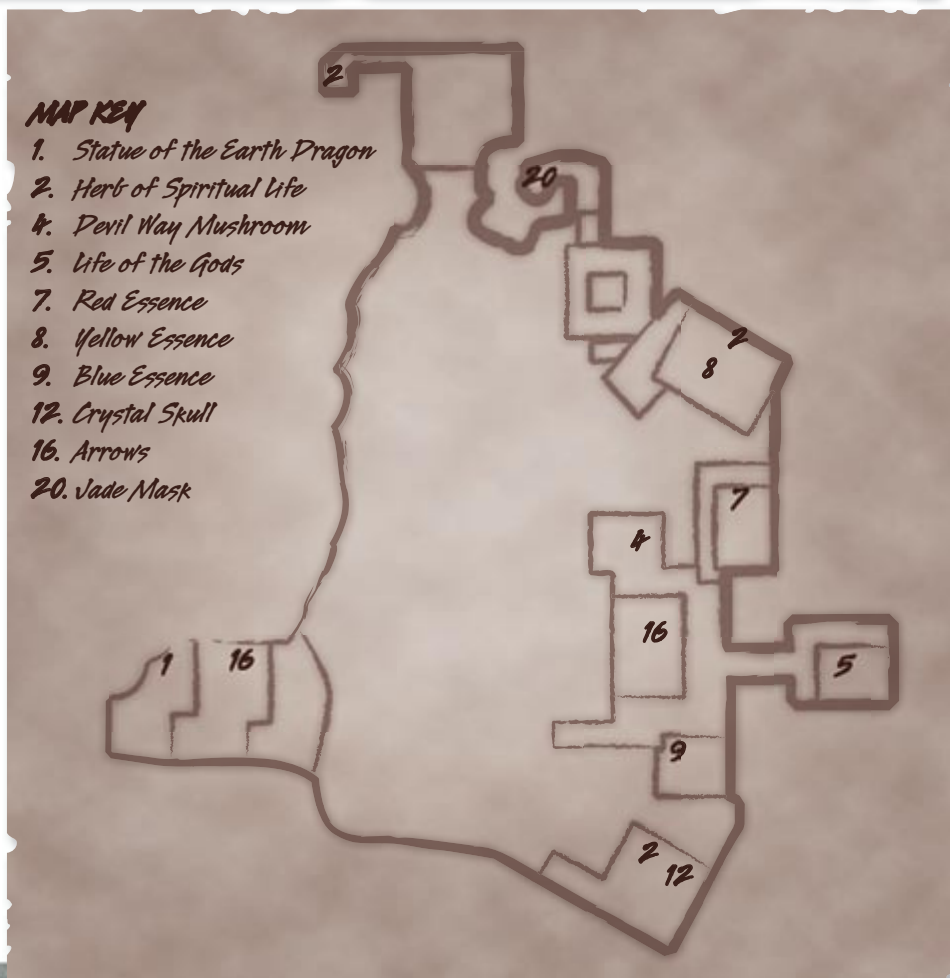 2
MAP KEY
1. Statue of the Earth Dragon
2. Herb of Spiritual Life
4. Devil Way Mushroom
5. Life of the Gods
7. Red Essence
8. Yellow Essence
9. Blue Essence
12. Crystal Skull
16. Arrows
20. Jade Mask
20
2
8
7
4
16
1
16
5
9
2
12